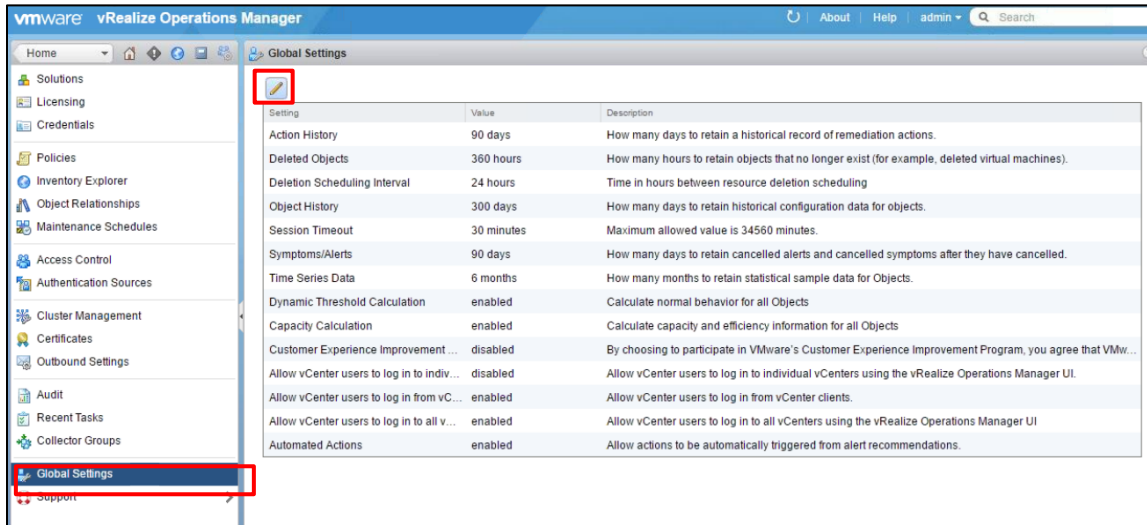 vmware vRealize Operations Manager
About Help admin Search
Home
Global Settings
Solutions
Licensing
Credentials
Policies
Inventory Explorer
Object Relationships
Maintenance Schedules
Access Control
Authentication Sources
Cluster Management
Certificates
Outbound Settings
Audit
Recent Tasks
Collector Groups
Global Settings
Support
Setting Value Description
Action History 90 days How many days to retain a historical record of remediation actions.
Deleted Objects 360 hours How many hours to retain objects that no longer exist (for example, deleted virtual machines).
Deletion Scheduling Interval 24 hours Time in hours between resource deletion scheduling
Object History 300 days How many days to retain historical configuration data for objects.
Session Timeout 30 minutes Maximum allowed value is 34560 minutes.
Symptoms/Alerts 90 days How many days to retain cancelled alerts and cancelled symptoms after they have cancelled.
Time Series Data 6 months How many months to retain statistical sample data for Objects.
Dynamic Threshold Calculation enabled Calculate normal behavior for all Objects
Capacity Calculation enabled Calculate capacity and efficiency information for all Objects
Customer Experience Improvement ... disabled By choosing to participate in VMware's Customer Experience Improvement Program, you agree that VMw...
Allow vCenter users to log in to indiv... disabled Allow vCenter users to log in to individual vCenters using the vRealize Operations Manager UI.
Allow vCenter users to log in from vC... enabled Allow vCenter users to log in from vCenter clients.
Allow vCenter users to log in to all v... enabled Allow vCenter users to log in to all vCenters using the vRealize Operations Manager UI
Automated Actions enabled Allow actions to be automatically triggered from alert recommendations.